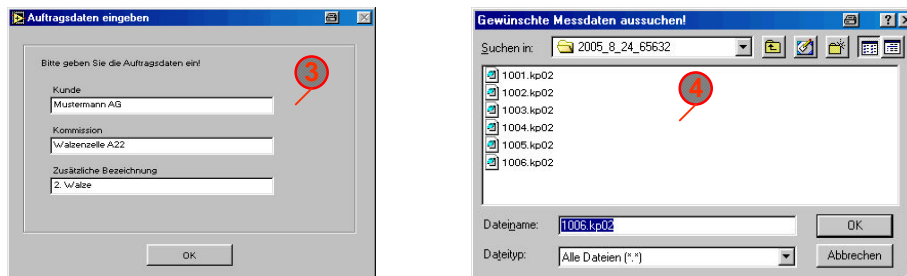 Auftragsdaten eingeben
Bitte geben Sie die Auftragsdaten ein!
3
Kunde
Mustermann AG
Kommission
Walzenzelle A22
Zusätzliche Bezeichnung
2. Walze
OK
Gewünschte Messdaten aussuchen!
Suchen in: 2005_8_24_65632
1001.kp02
4
1002.kp02
1003.kp02
1004.kp02
1005.kp02
1006.kp02
Dateiname: 1006.kp02 OK
Dateityp: Alle Dateien (*.*) Abbrechen